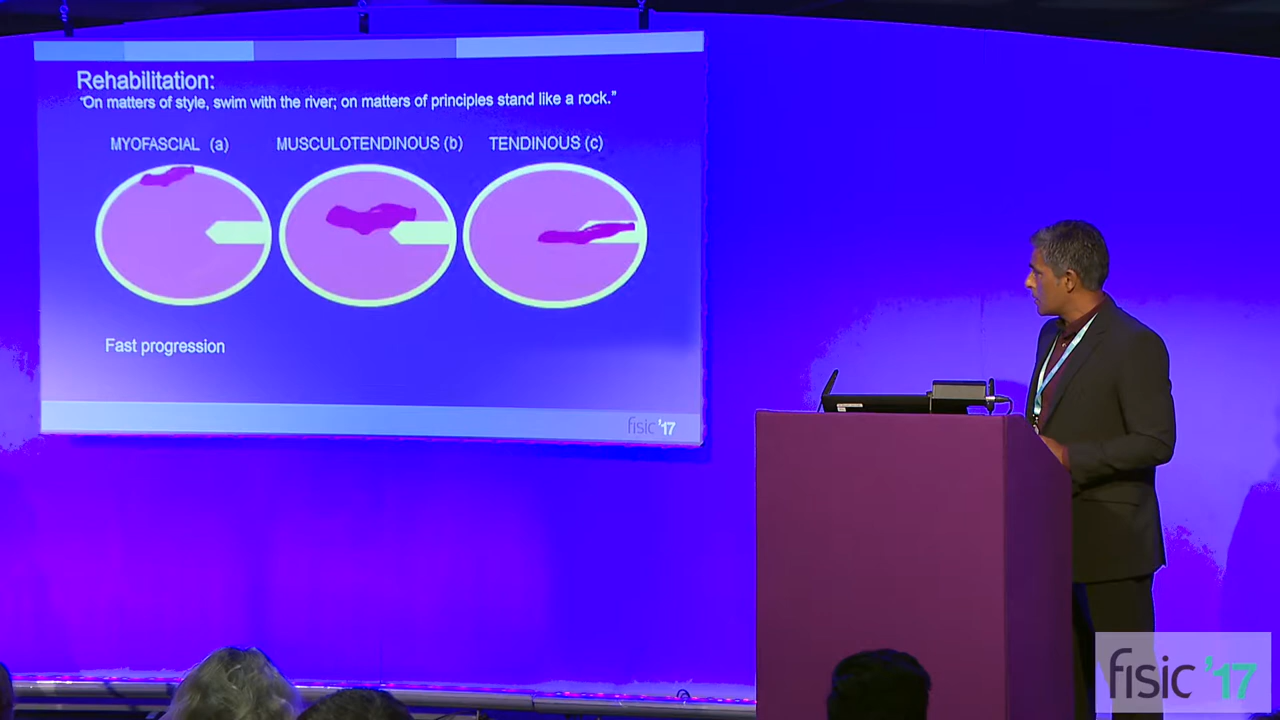 Rehabilitation:
"On matters of style, swim with the river; on matters of principles stand like a rock."
MYOFASCIAL (a)
MUSCULOTENDINOUS (b)
TENDINOUS (c)
Fast progression
fisic '17
fisic '17